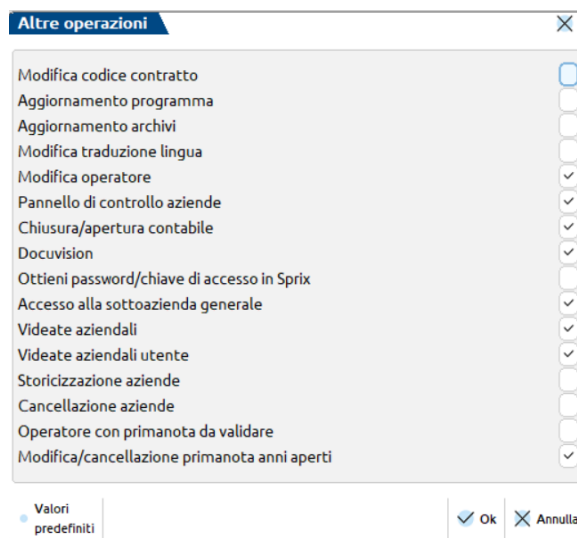 Altre operazioni
Modifica codice contratto
Aggiornamento programma
Aggiornamento archivi
Modifica traduzione lingua
Modifica operatore
Pannello di controllo aziende
Chiusura/apertura contabile
Docuvision
Ottieni password/chiave di accesso in Sprix
Accesso alla sottoazienda generale
Videate aziendali
Videate aziendali utente
Storicizzazione aziende
Cancellazione aziende
Operatore con primanota da validare
Modifica/cancellazione primanota anni aperti
Valori
predefiniti
Ok
Annulla